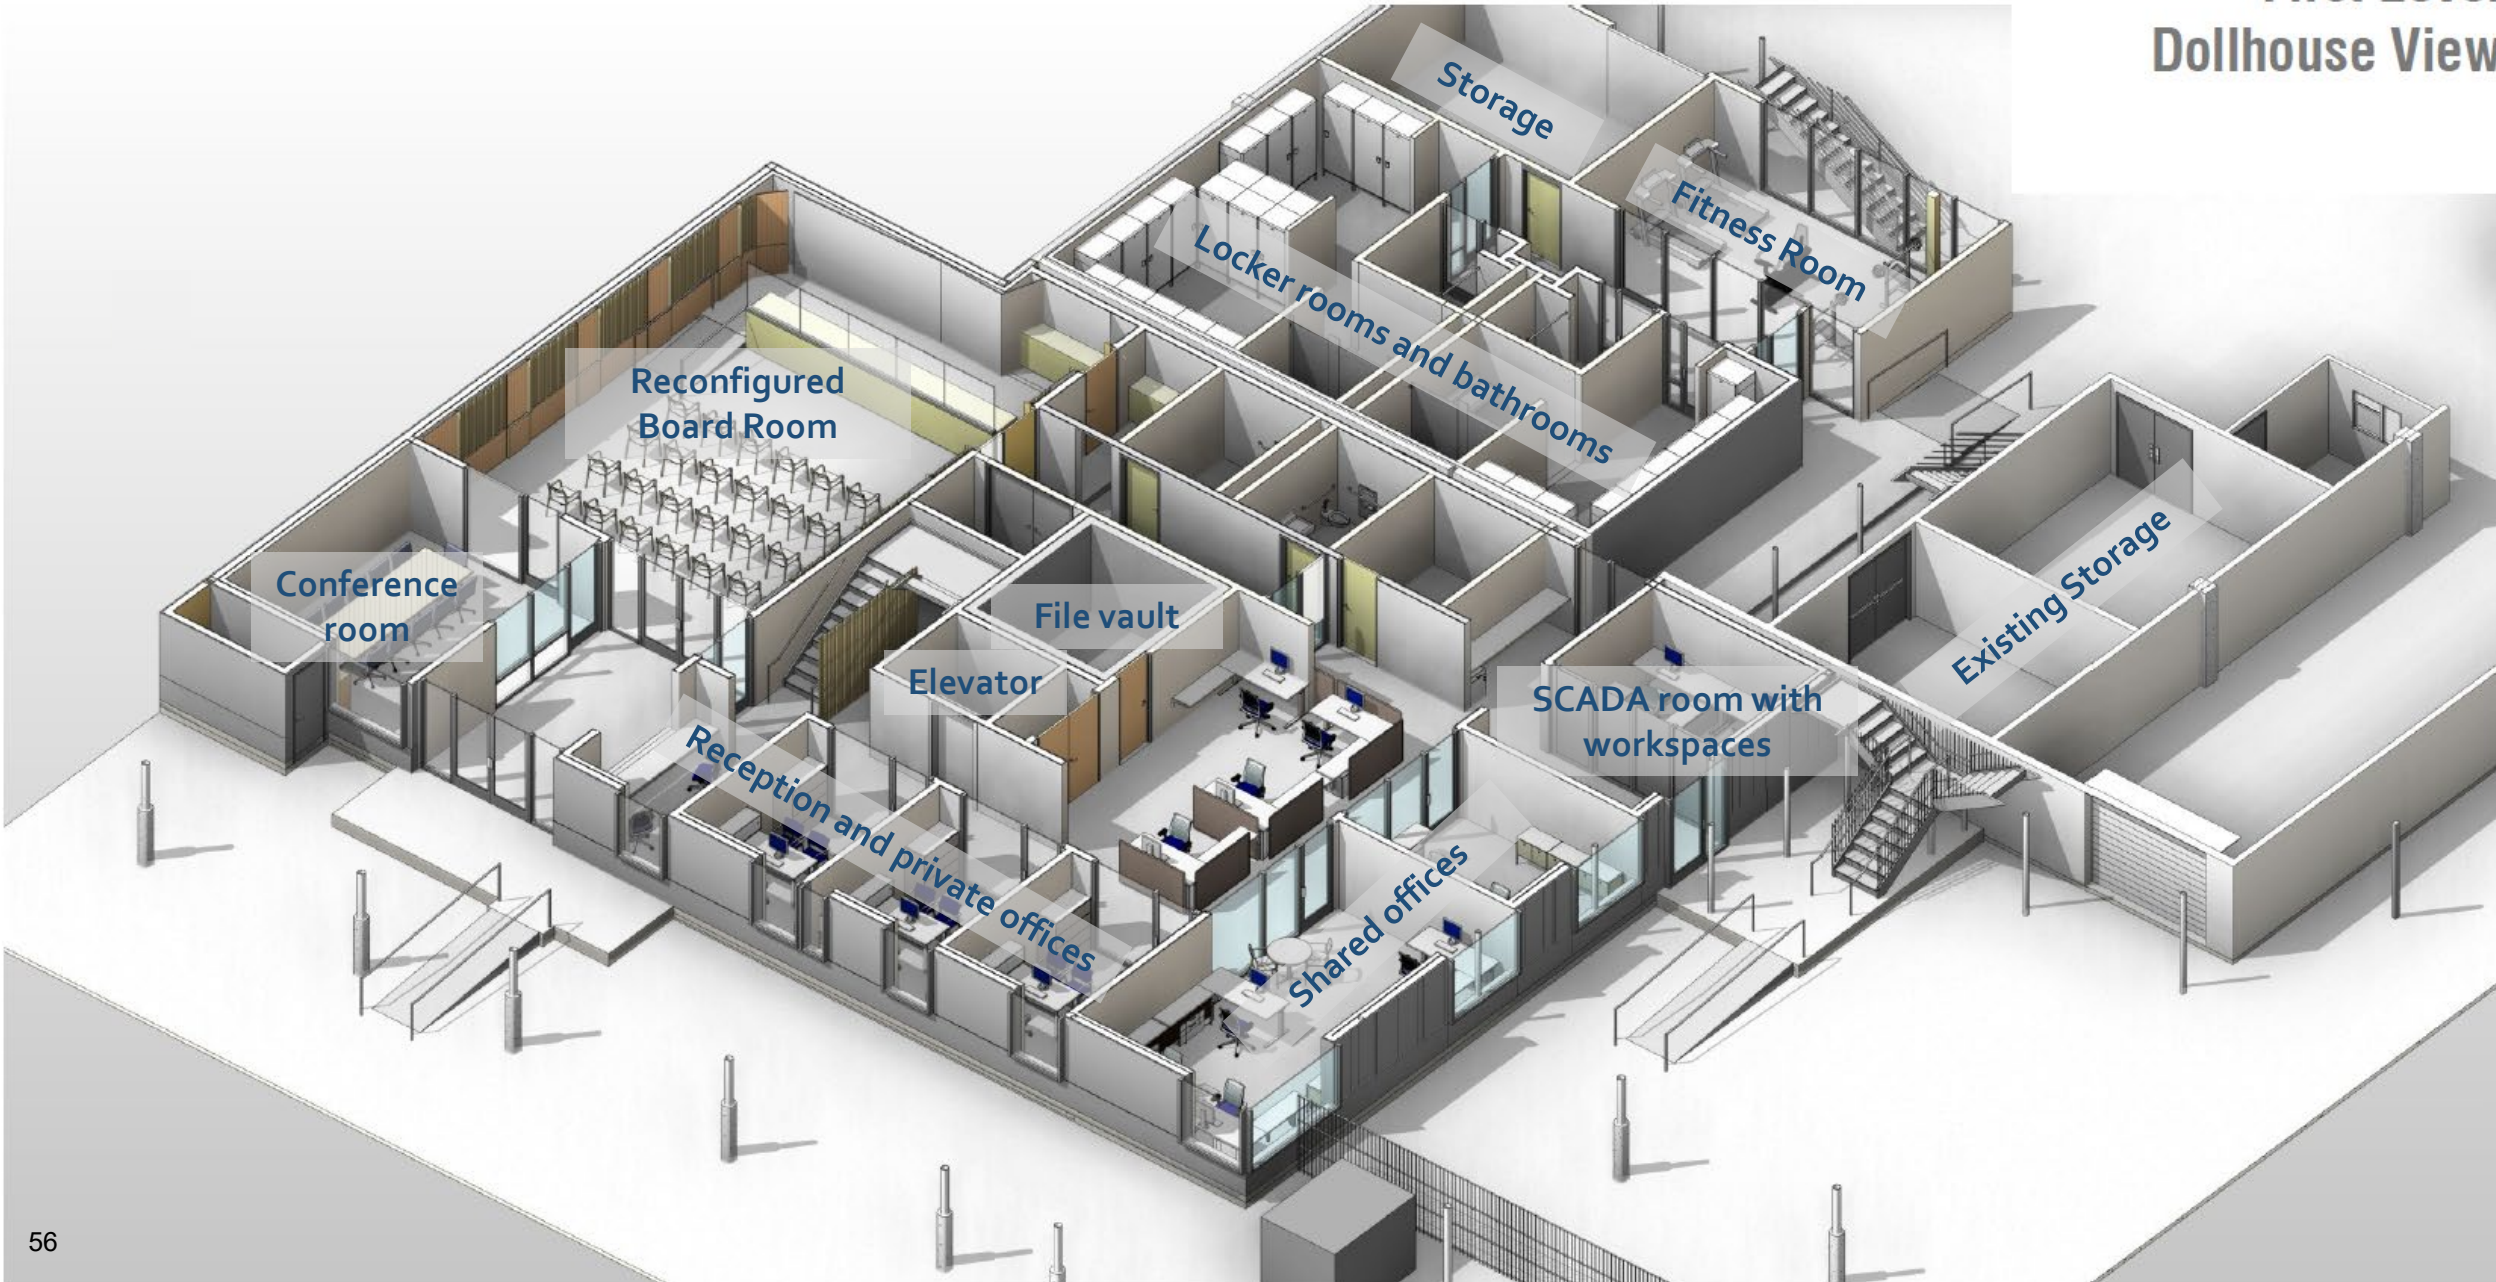 Dollhouse View
Storage
Fitness Room
Locker rooms and bathrooms
Reconfigured
Board Room
Existing Storage
Conference
room
File vault
Elevator
SCADA room with
workspaces
Reception and private offices
Shared offices
56